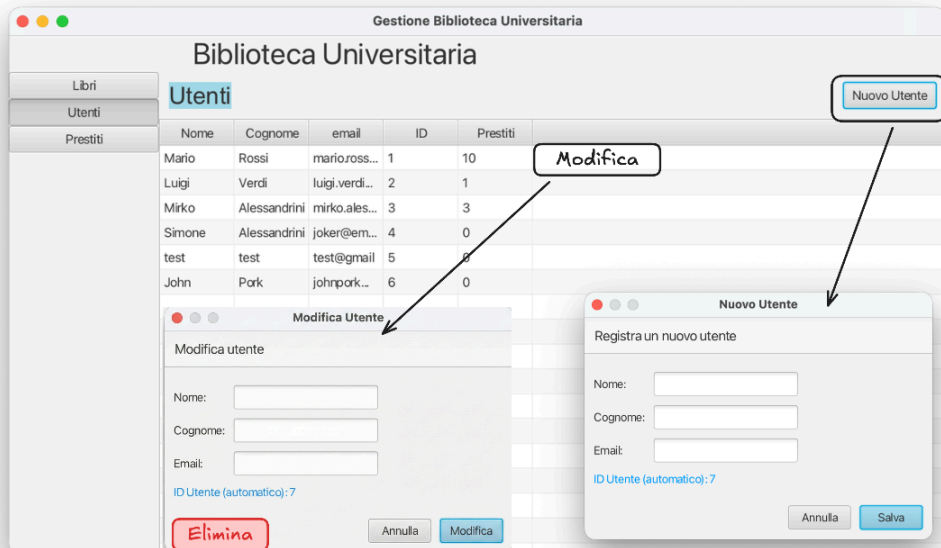 Gestione Biblioteca Universitaria
Biblioteca Universitaria
Libri
Utenti
Prestiti
Utenti
Nuovo Utente
Nome Cognome email ID Prestiti
Mario Rossi mario.ross... 1 10
Luigi Verdi luigi.verdi... 2 1
Mirko Alessandrini mirko.ales... 3 3
Simone Alessandrini joker@em... 4 0
test test test@gmail 5 0
John Pork johnpork... 6 0
Modifica
Modifica Utente
Modifica utente
Nome:
Cognome:
Email:
ID Utente (automatico): 7
Elimina
Annulla
Modifica
Nuovo Utente
Registra un nuovo utente
Nome:
Cognome:
Email:
ID Utente (automatico): 7
Annulla
Salva